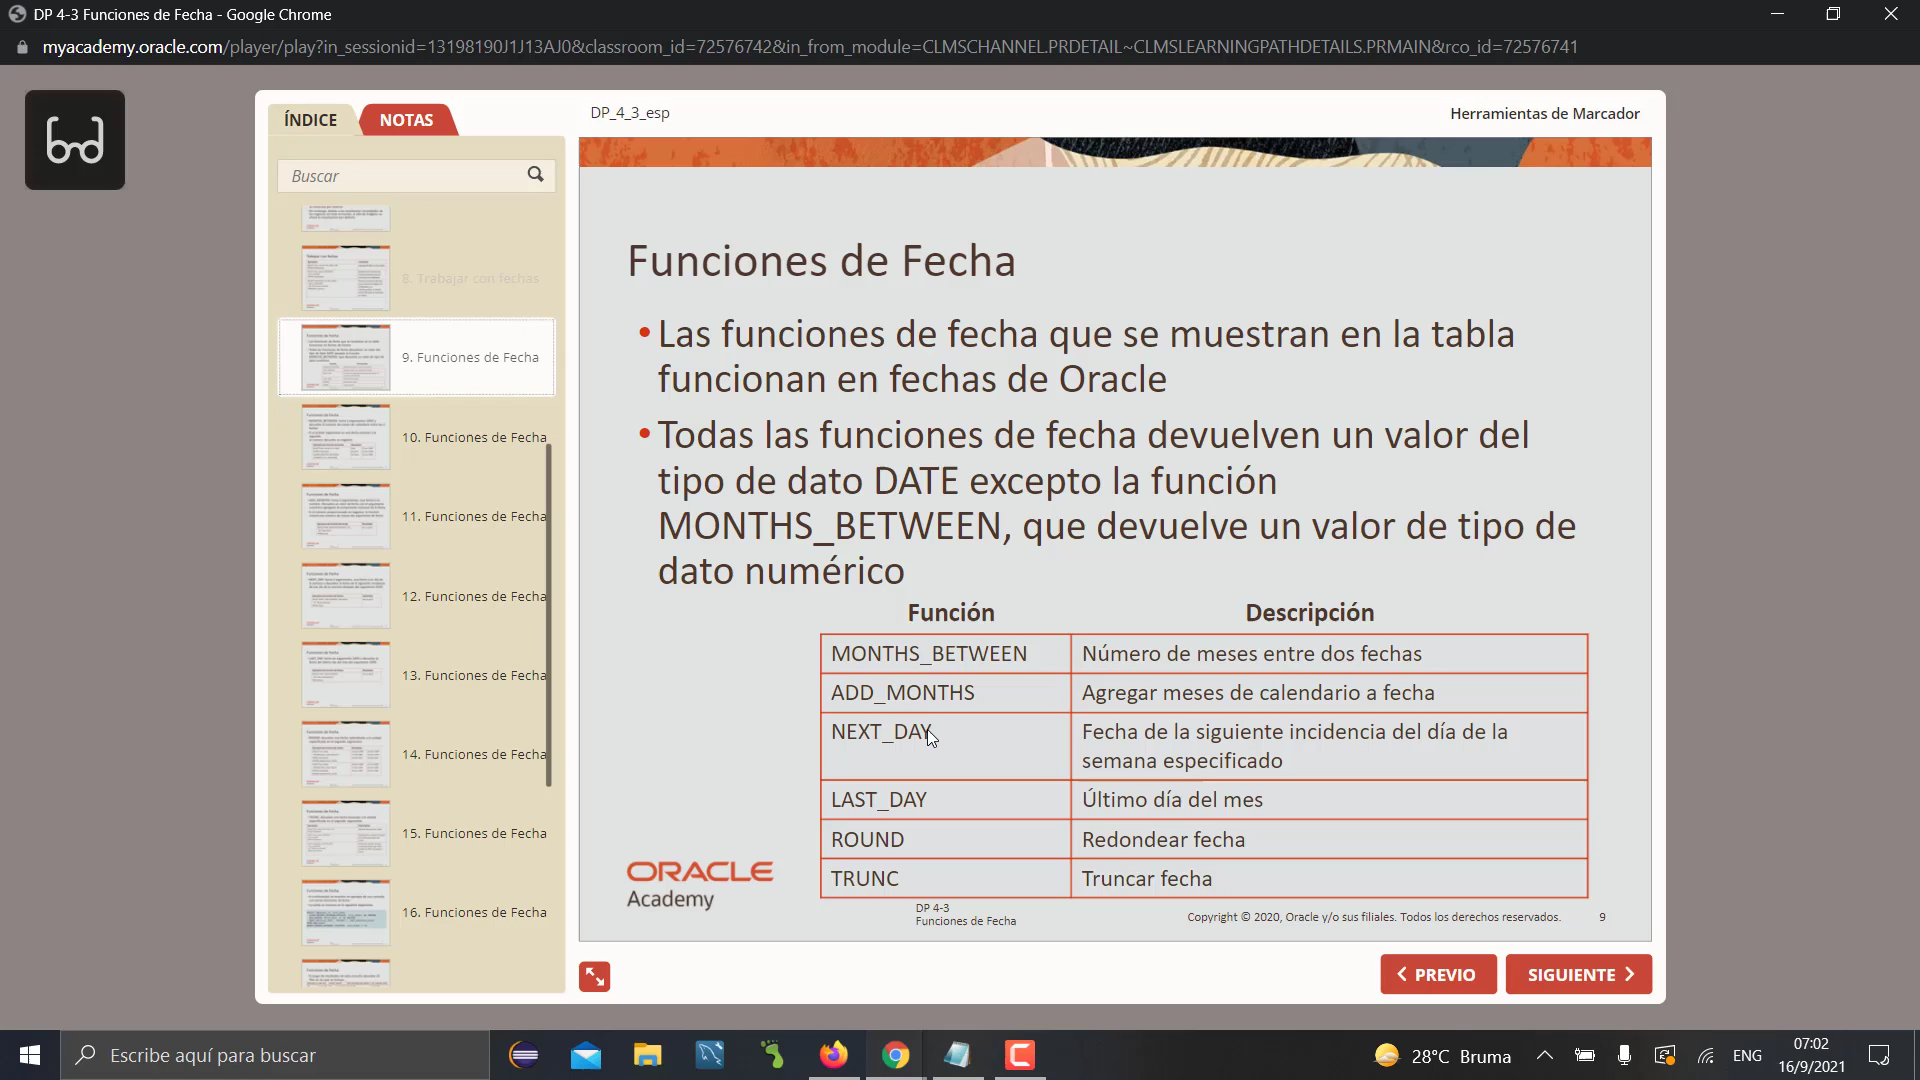 DP 4-3 Funciones de Fecha - Google Chrome
myacademy.oracle.com/player/play?in_sessionid=13198190J1J13AJ0&classroom_id=72576742&in_from_module=CLMSCHANNEL.PRDETAIL~CLMSLEARNINGPATHDETAILS.PRMAIN&rco_id=72576741
ÍNDICE
NOTAS
DP_4_3_esp
Herramientas de Marcador
Buscar
8. Trabajar con fechas
9. Funciones de Fecha
10. Funciones de Fecha
11. Funciones de Fecha
12. Funciones de Fecha
13. Funciones de Fecha
14. Funciones de Fecha
15. Funciones de Fecha
16. Funciones de Fecha
Funciones de Fecha
•Las funciones de fecha que se muestran en la tabla
funcionan en fechas de Oracle
•Todas las funciones de fecha devuelven un valor del
tipo de dato DATE excepto la función
MONTHS_BETWEEN, que devuelve un valor de tipo de
dato numérico
Función Descripción
MONTHS_BETWEEN Número de meses entre dos fechas
ADD_MONTHS Agregar meses de calendario a fecha
NEXT_DAY Fecha de la siguiente incidencia del día de la
semana especificado
LAST_DAY Último día del mes
ROUND Redondear fecha
TRUNC Truncar fecha
ORACLE
Academy
DP 4-3
Funciones de Fecha
Copyright © 2020, Oracle y/o sus filiales. Todos los derechos reservados.
9
PREVIO
SIGUIENTE
Escribe aquí para buscar
28°C Bruma
ENG
07:02
16/9/2021